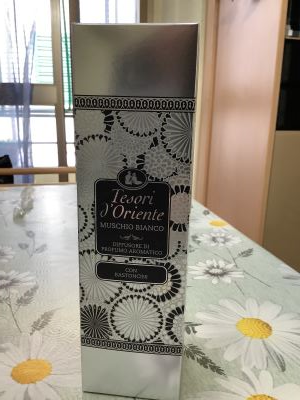 Tesori
d'Oriente
MUSCHIO BIANCO
DIFFUSORE DI
PROFUMO AROMATICO
CON
BASTONCINI